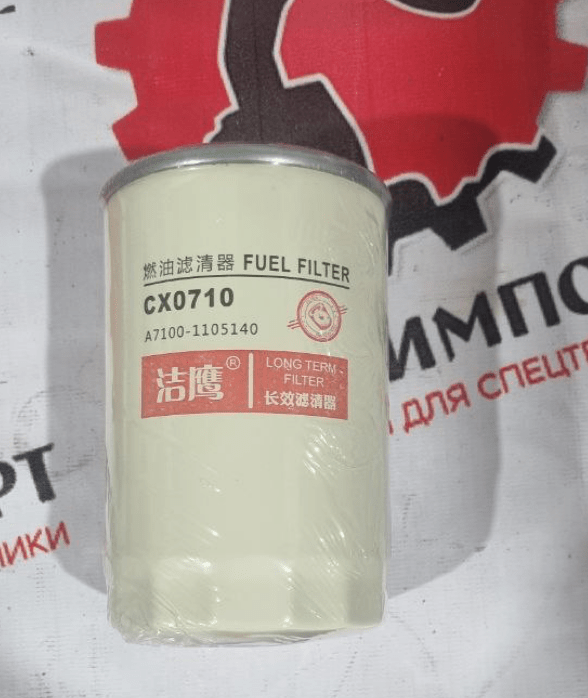 燃油滤清器 FUEL FILTER
CX0710
A7100-1105140
洁鹰®
LONG TERM
FILTER
长效滤清器
ИМПО
ДЛЯ СПЕЦТ
РТ
НИКИ